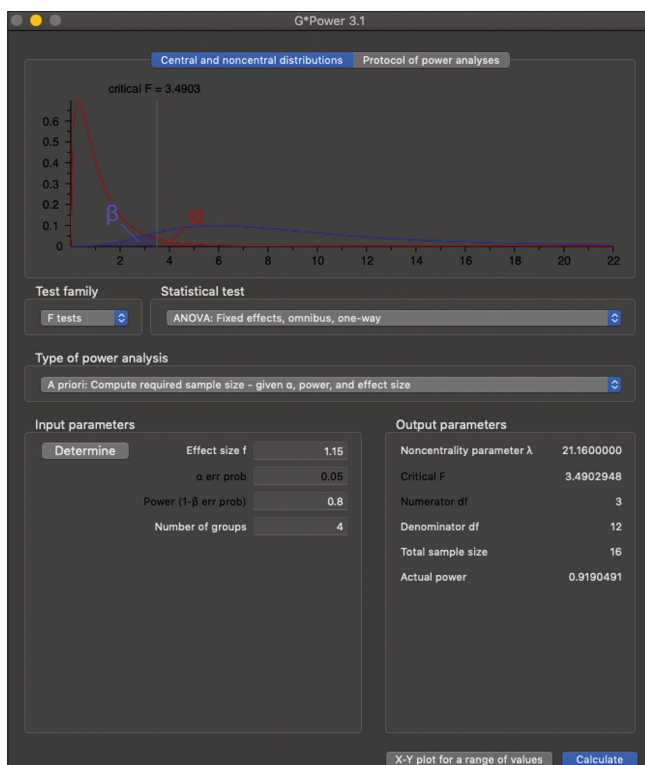 G*Power 3.1
Central and noncentral distributions Protocol of power analyses
critical F = 3.4903
0.6
0.5
0.4
0.3
0.2
0.1
0
β α
2 4 6 8 10 12 14 16 18 20 22
Test family Statistical test
F tests ANOVA: Fixed effects, omnibus, one-way
Type of power analysis
A priori: Compute required sample size - given α, power, and effect size
Input parameters Output parameters
Determine Effect size f 1.15 Noncentrality parameter λ 21.1600000
α err prob 0.05 Critical F 3.4902948
Power (1-β err prob) 0.8 Numerator df 3
Number of groups 4 Denominator df 12
Total sample size 16
Actual power 0.9190491
X-Y plot for a range of values Calculate